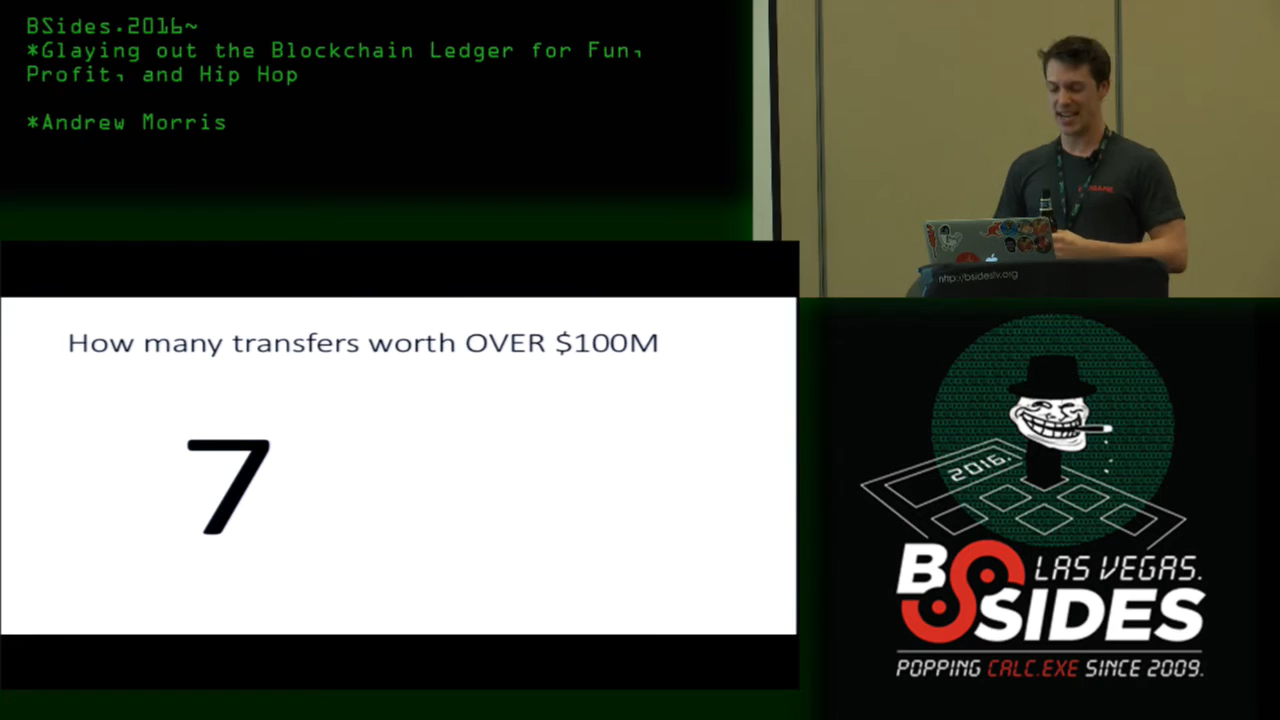 BSides.2016~
*Glaying out the Blockchain Ledger for Fun,
Profit, and Hip Hop
*Andrew Morris
http://bsideslv.org
How many transfers worth OVER $100M
7
2016.
BSIDES
LAS VEGAS.
POPPING CALC.EXE SINCE 2009.